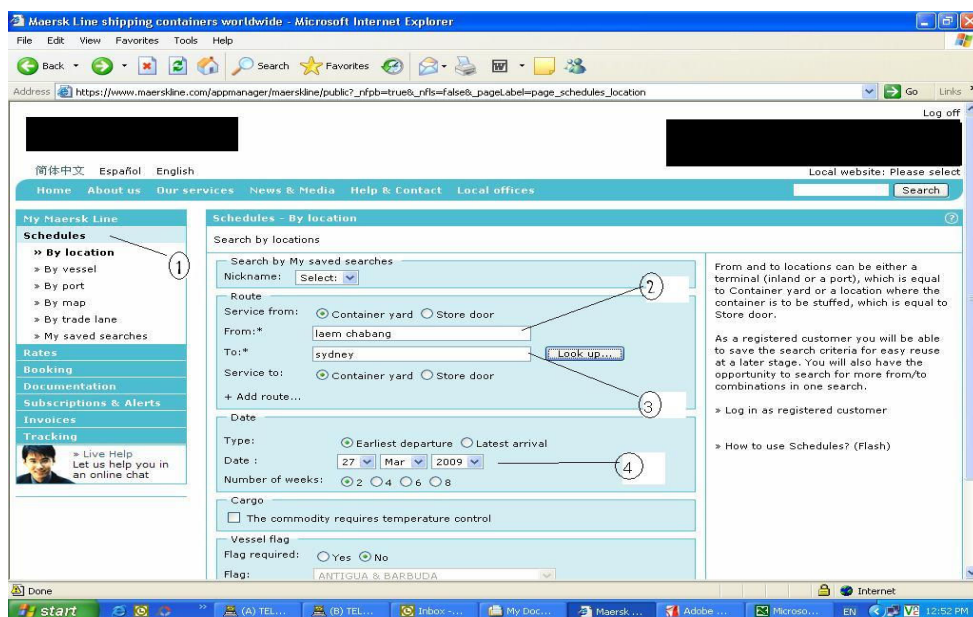 Maersk Line shipping containers worldwide - Microsoft Internet Explorer
File Edit View Favorites Tools Help
Back Search Favorites
Address https://www.maerskline.com/appmanager/maerskline/public?_nfpb=true&_nfls=false&_pageLabel=page_schedules_location Go Links
Log off
简体中文 Español English
Local website: Please select
Home About us Our services News & Media Help & Contact Local offices Search
My Maersk Line
Schedules
» By location
» By vessel
» By port
» By map
» By trade lane
» My saved searches
Rates
Booking
Documentation
Subscriptions & Alerts
Invoices
Tracking
» Live Help
Let us help you in
an online chat
1
Schedules - By location
Search by locations
Search by My saved searches
Nickname: Select:
2
Route
Service from: Container yard Store door
From:* laem chabang
To:* sydney Look up...
Service to: Container yard Store door
3
+ Add route...
Date
Type: Earliest departure Latest arrival
Date : 27 Mar 2009
4
Number of weeks: 2 4 6 8
Cargo
The commodity requires temperature control
Vessel flag
Flag required: Yes No
Flag: ANTIGUA & BARBUDA
From and to locations can be either a
terminal (inland or a port), which is equal
to Container yard or a location where the
container is to be stuffed, which is equal to
Store door.
As a registered customer you will be able
to save the search criteria for easy reuse
at a later stage. You will also have the
opportunity to search for more from/to
combinations in one search.
» Log in as registered customer
» How to use Schedules? (Flash)
Done Internet
start (A) TEL... (B) TEL... Inbox -... My Doc... Maersk ... Adobe ... Microso... EN 12:52 PM